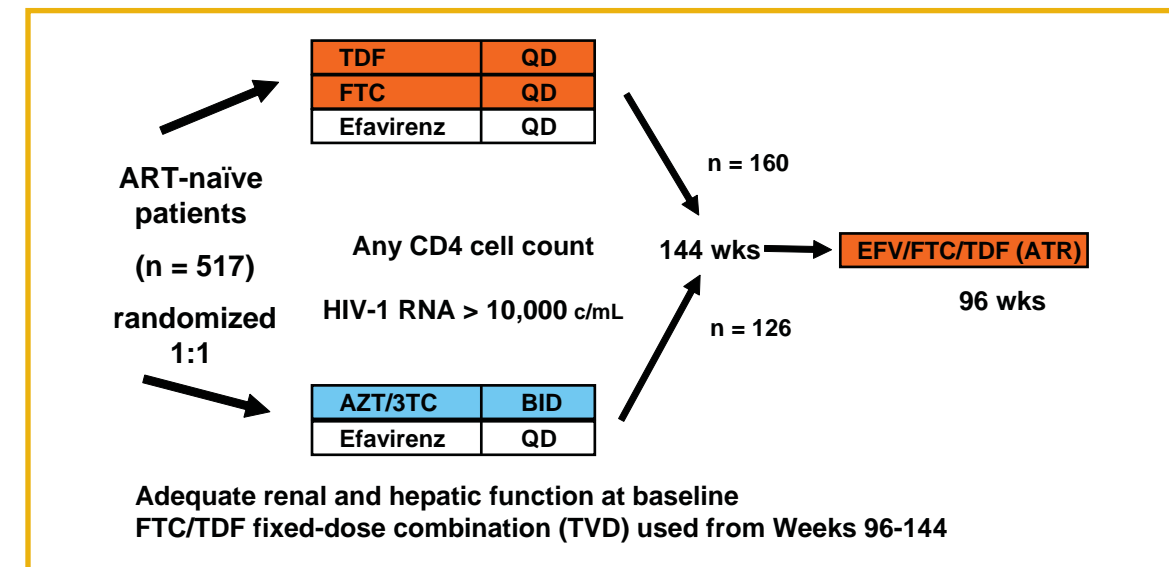 TDF QD
FTC QD
Efavirenz QD
ART-naïve
patients
(n = 517)
randomized
1:1
Any CD4 cell count
HIV-1 RNA > 10,000 c/mL
n = 160
144 wks
n = 126
EFV/FTC/TDF (ATR)
96 wks
AZT/3TC BID
Efavirenz QD
Adequate renal and hepatic function at baseline
FTC/TDF fixed-dose combination (TVD) used from Weeks 96-144